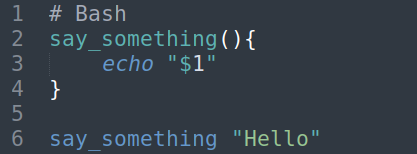 1 # Bash
2 say_something(){
3     echo "$1"
4 }
5
6 say_something "Hello"